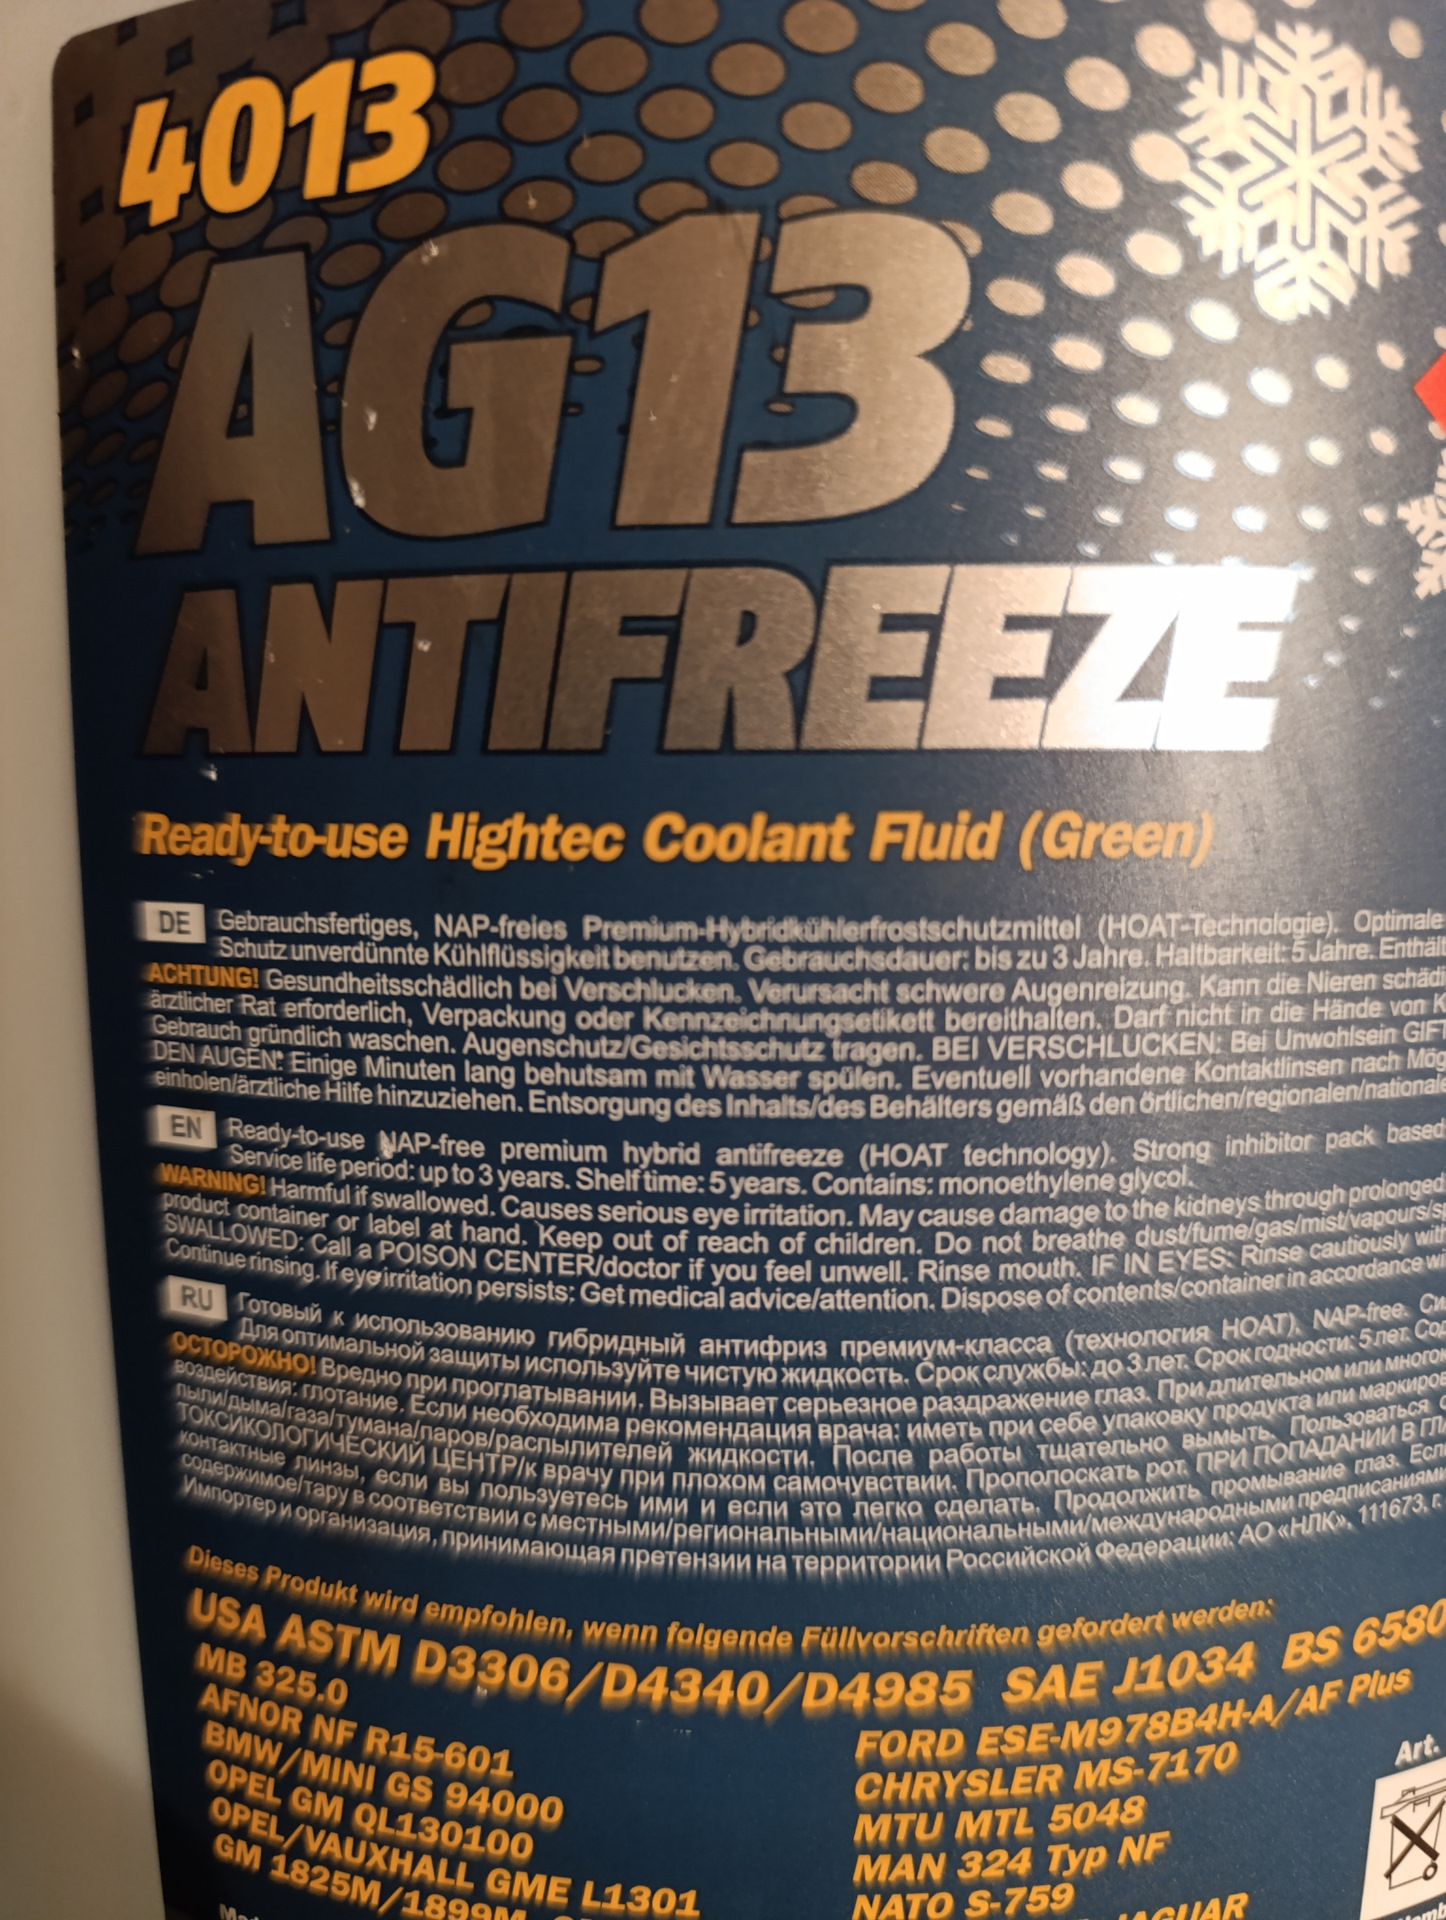 4013
AG13
ANTIFREEZE
Ready-to-use Hightec Coolant Fluid (Green)
DE Gebrauchsfertiges, NAP-freies Premium-Hybridkühlerfrostschutzmittel (HOAT-Technologie). Optimale
Schutz unverdünnte Kühlflüssigkeit benutzen. Gebrauchsdauer: bis zu 3 Jahre. Haltbarkeit: 5 Jahre. Enthält
ACHTUNG! Gesundheitsschädlich bei Verschlucken. Verursacht schwere Augenreizung. Kann die Nieren schädi
ärztlicher Rat erforderlich, Verpackung oder Kennzeichnungsetikett bereithalten. Darf nicht in die Hände von K
Gebrauch gründlich waschen. Augenschutz/Gesichtsschutz tragen. BEI VERSCHLUCKEN: Bei Unwohlsein GIFT
DEN AUGEN: Einige Minuten lang behutsam mit Wasser spülen. Eventuell vorhandene Kontaktlinsen nach Mög
einholen/ärztliche Hilfe hinzuziehen. Entsorgung des Inhalts/des Behälters gemäß den örtlichen/regionalen/nationale
EN Ready-to-use NAP-free premium hybrid antifreeze (HOAT technology). Strong inhibitor pack based
Service life period: up to 3 years. Shelf time: 5 years. Contains: monoethylene glycol.
WARNING! Harmful if swallowed. Causes serious eye irritation. May cause damage to the kidneys through prolonged
product container or label at hand. Keep out of reach of children. Do not breathe dust/fume/gas/mist/vapours/s
SWALLOWED: Call a POISON CENTER/doctor if you feel unwell. Rinse mouth. IF IN EYES: Rinse cautiously wit
Continue rinsing. If eye irritation persists: Get medical advice/attention. Dispose of contents/container in accordance wi
RU Готовый к использованию гибридный антифриз премиум-класса (технология HOAT), NAP-free. Си
Для оптимальной защиты используйте чистую жидкость. Срок службы: до 3 лет. Срок годности: 5 лет. Со
ОСТОРОЖНО! Вредно при проглатывании. Вызывает серьезное раздражение глаз. При длительном или много
воздействия: глотание. Если необходима рекомендация врача: иметь при себе упаковку продукта или маркиров
пыли/дыма/газа/тумана/паров/распылителей жидкости. После работы тщательно вымыть. Пользоваться
ТОКСИКОЛОГИЧЕСКИЙ ЦЕНТР/к врачу при плохом самочувствии. Прополоскать рот. ПРИ ПОПАДАНИИ В ГЛ
контактные линзы, если вы пользуетесь ими и если это легко сделать. Продолжить промывание глаз. Есл
содержимое/тару в соответствии с местными/региональными/национальными/международными предписаниями
Импортер и организация, принимающая претензии на территории Российской Федерации: АО «НЛК», 111673, г.
Dieses Produkt wird empfohlen, wenn folgende Füllvorschriften gefordert werden:
USA ASTM D3306/D4340/D4985 SAE J1034 BS 6580
MB 325.0
AFNOR NF R15-601
BMW/MINI GS 94000
OPEL GM QL130100
OPEL/VAUXHALL GME L1301
GM 1825M/1899M
FORD ESE-M978B4H-A/AF Plus
CHRYSLER MS-7170
MTU MTL 5048
MAN 324 Typ NF
NATO S-759
JAGUAR
Art.